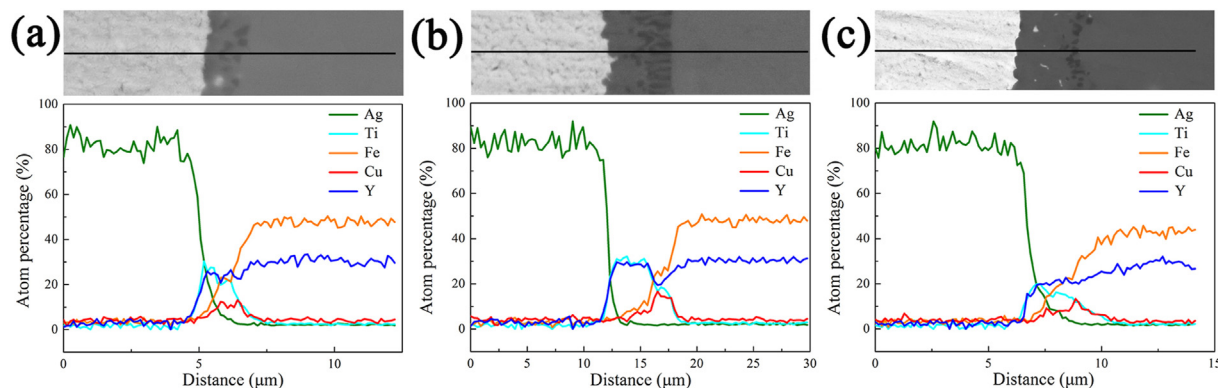 (a)
100
80
60
40
20
0
Atom percentage (%)
Ag
Ti
Fe
Cu
Y
0 5 10
Distance (μm)
(b)
100
80
60
40
20
0
Atom percentage (%)
Ag
Ti
Fe
Cu
Y
0 5 10 15 20 25 30
Distance (μm)
(c)
100
80
60
40
20
0
Atom percentage (%)
Ag
Ti
Fe
Cu
Y
0 5 10 15
Distance (μm)